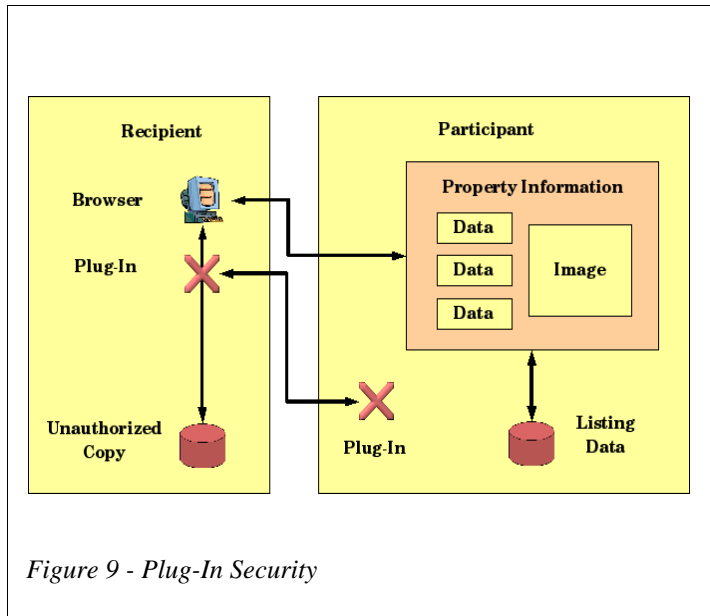 Recipient
Browser
Plug-In
Unauthorized
Copy
Participant
Property Information
Data
Data
Data
Image
Plug-In
Listing
Data
Figure 9 - Plug-In Security